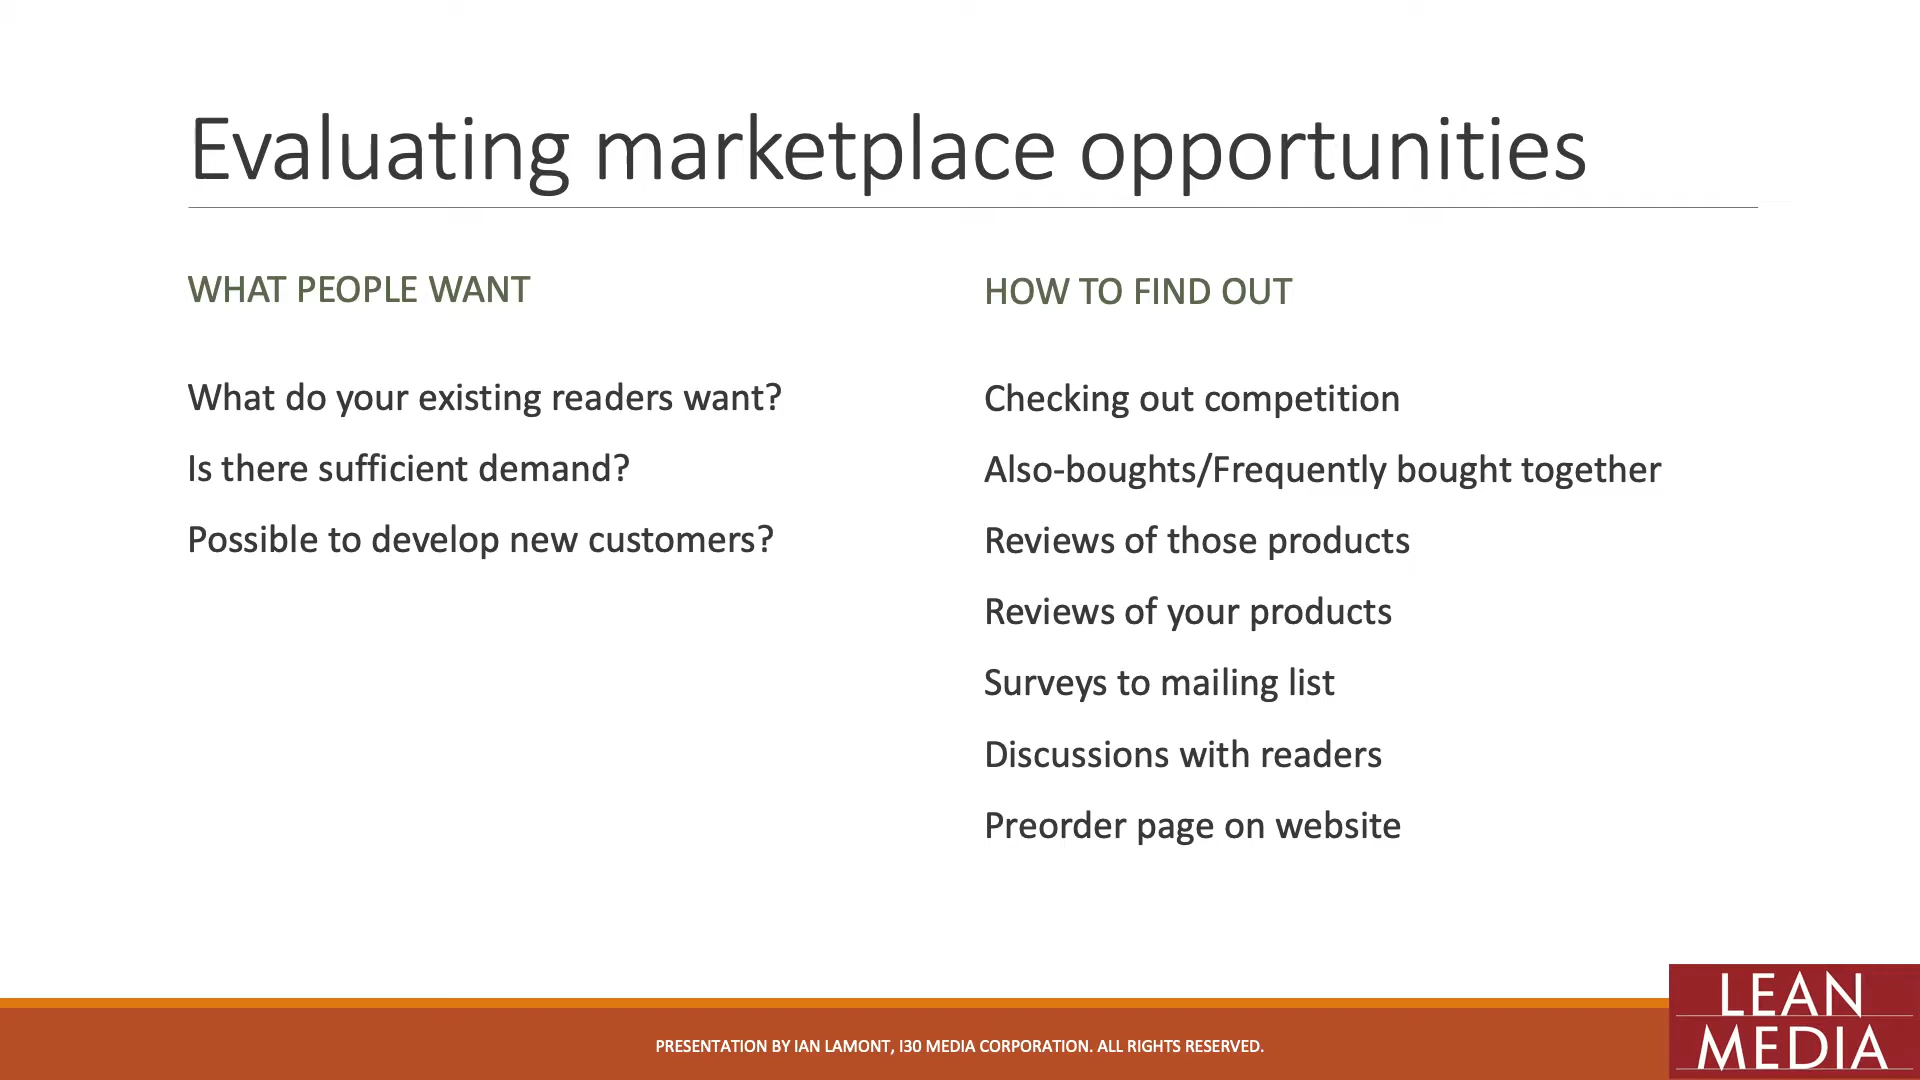 Evaluating marketplace opportunities
WHAT PEOPLE WANT
What do your existing readers want?
Is there sufficient demand?
Possible to develop new customers?
HOW TO FIND OUT
Checking out competition
Also-boughts/Frequently bought together
Reviews of those products
Reviews of your products
Surveys to mailing list
Discussions with readers
Preorder page on website
PRESENTATION BY IAN LAMONT, I30 MEDIA CORPORATION. ALL RIGHTS RESERVED.
LEAN
MEDIA